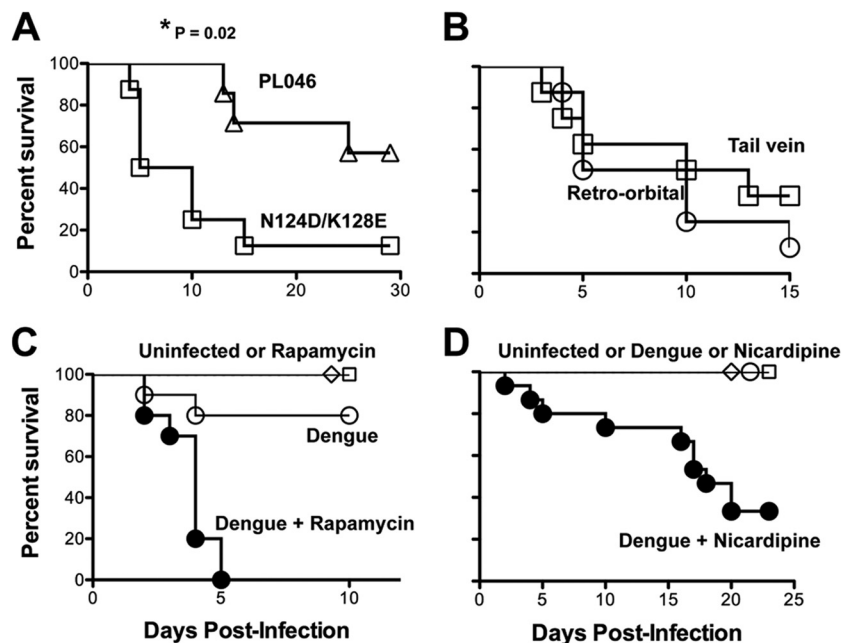 A
* P = 0.02
Percent survival
100
80
60
40
20
0
0
10
20
30
PL046
N124D/K128E
B
Tail vein
Retro-orbital
0
5
10
15
C
Uninfected or Rapamycin
Percent survival
100
80
60
40
20
0
Dengue
Dengue + Rapamycin
0
5
10
Days Post-Infection
D
Uninfected or Dengue or Nicardipine
Dengue + Nicardipine
0
5
10
15
20
25
Days Post-Infection